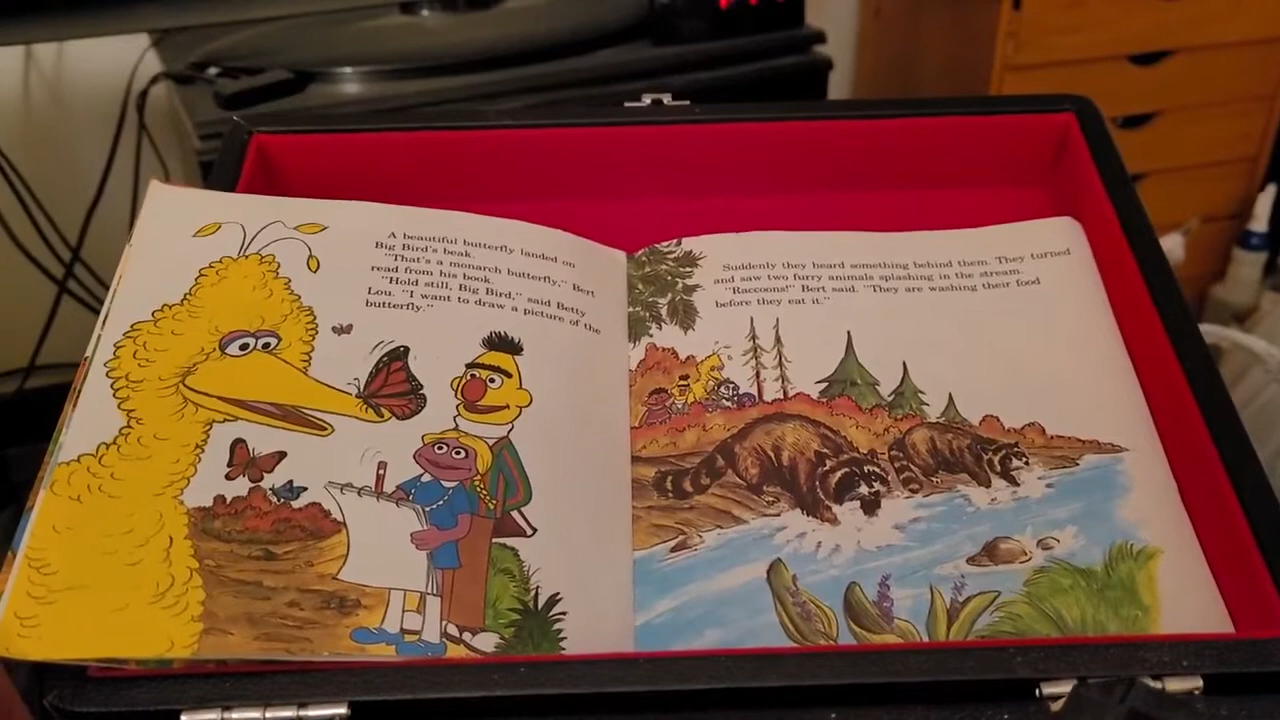 A beautiful butterfly landed on
Big Bird's beak.
"That's a monarch butterfly," Bert
read from his book.
"Hold still, Big Bird," said Betty
Lou. "I want to draw a picture of the
butterfly."
Suddenly they heard something behind them. They turned
and saw two furry animals splashing in the stream.
"Racoons!" Bert said. "They are washing their food
before they eat it."